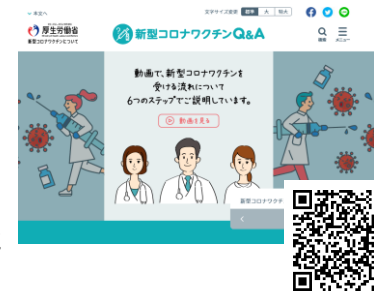 本文へ
文字サイズ変更 標準 大 特大
厚生労働省
新型コロナワクチンについて
新型コロナワクチンQ&A
検索 メニュー
動画で、新型コロナワクチンを
受ける流れについて
6つのステップでご説明しています。
動画を見る
新型コロナワクチ